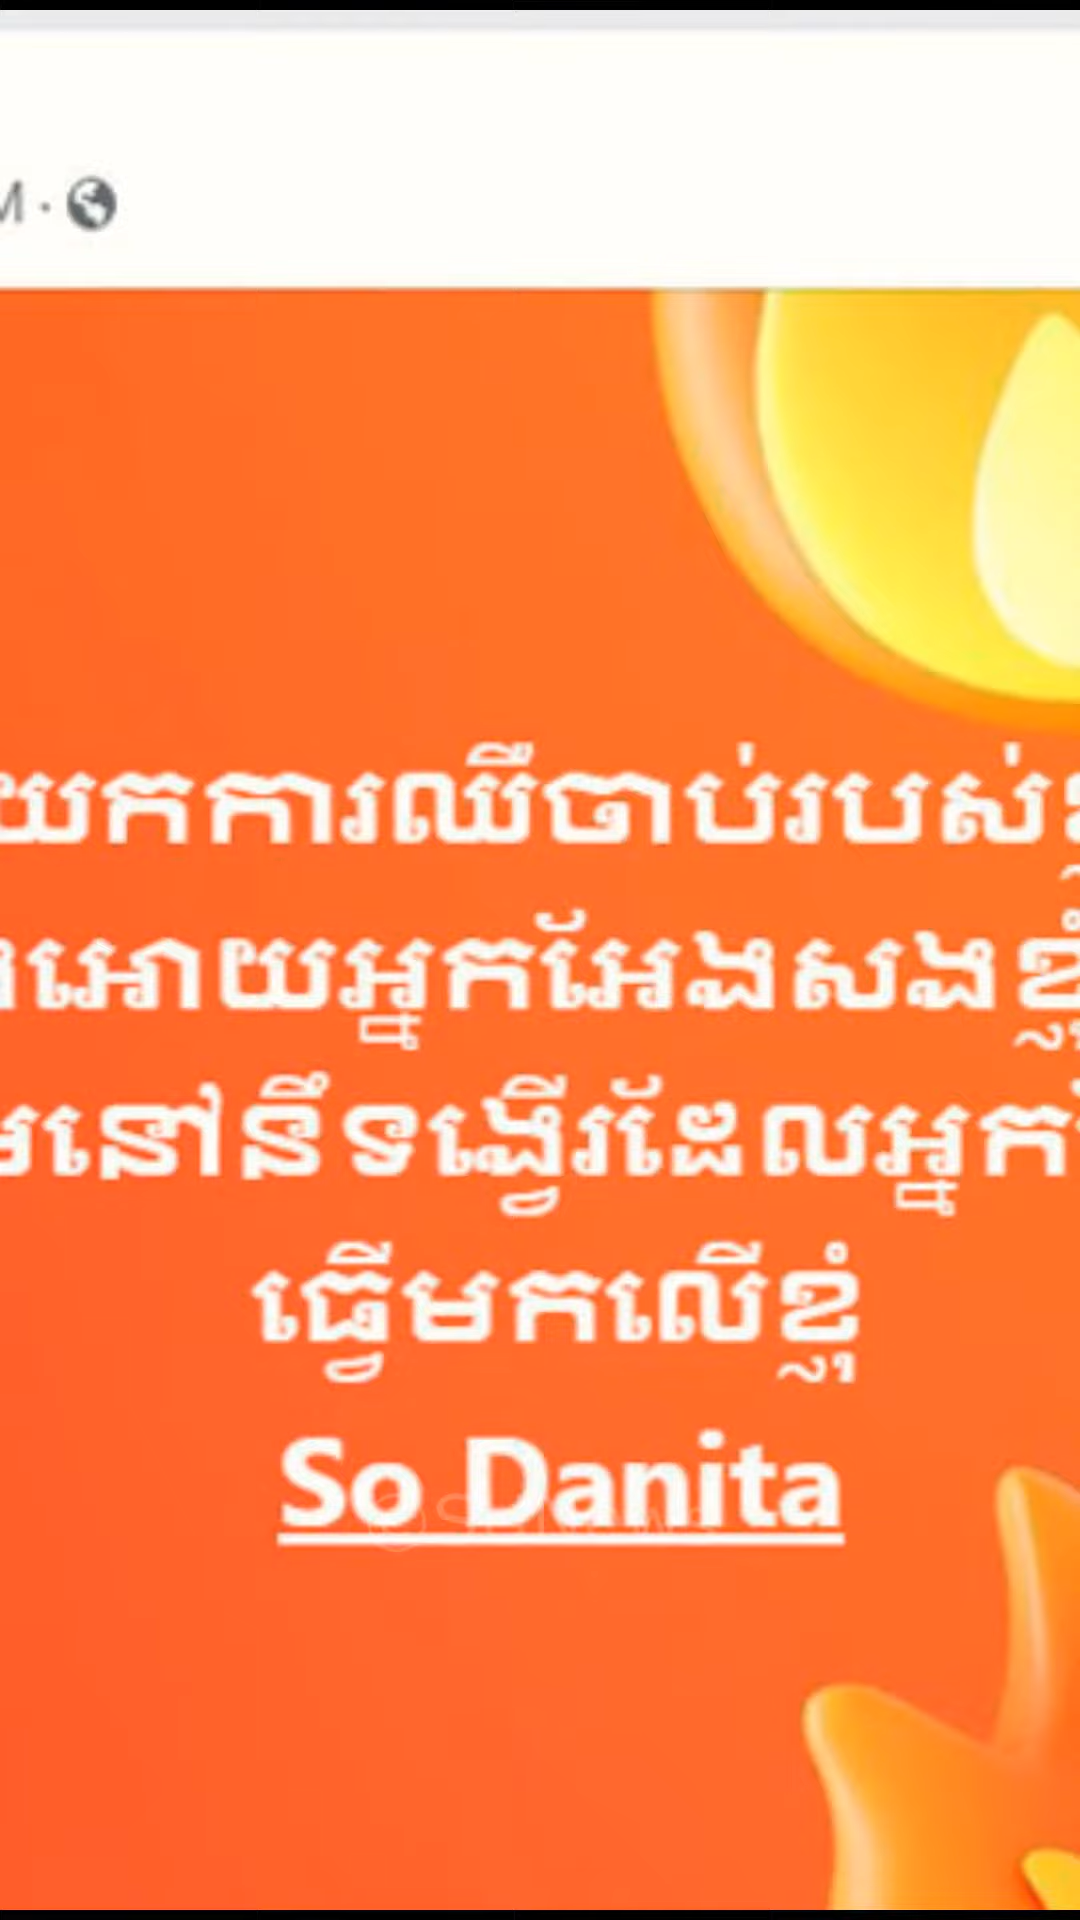 M
យកការឈឺចាប់របស់
អោយអ្នកអែងសងខ្ញុំ
នៅនឹទង្វើរដែលអ្នក
ធ្វើមកលើខ្ញុំ
So Danita